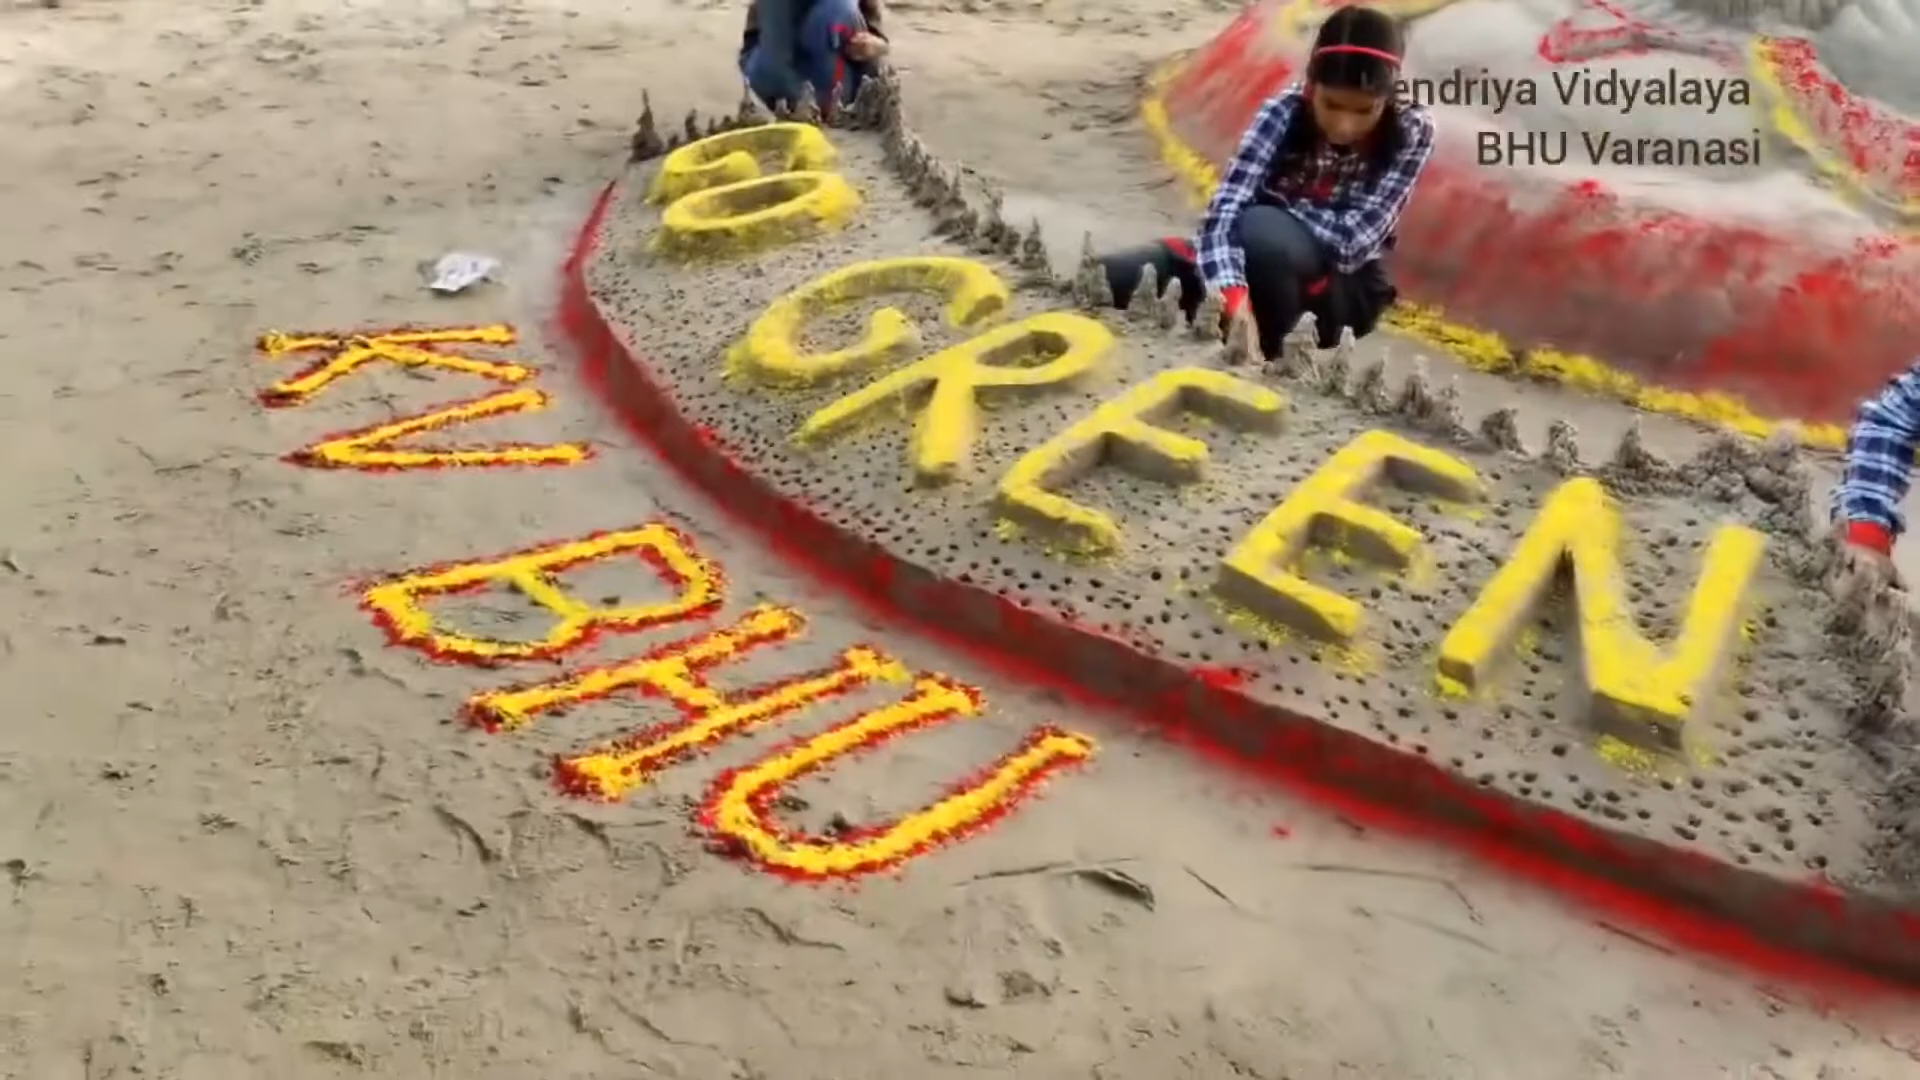 endriya Vidyalaya
BHU Varanasi
GO
GREEN
KV BHU